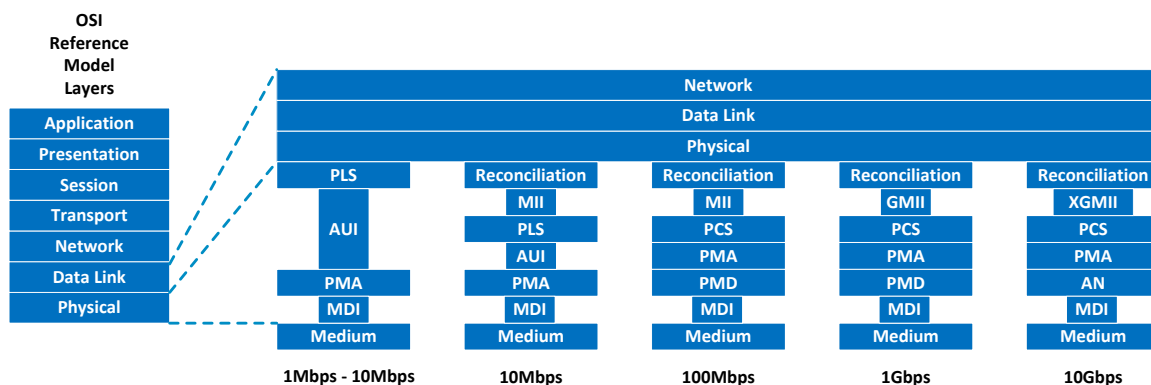 OSI
Reference
Model
Layers
Application
Presentation
Session
Transport
Network
Data Link
Physical
Network
Data Link
Physical
PLS
AUI
PMA
MDI
Medium
1Mbps - 10Mbps
Reconciliation
MII
PLS
AUI
PMA
MDI
Medium
10Mbps
Reconciliation
MII
PCS
PMA
PMD
MDI
Medium
100Mbps
Reconciliation
GMII
PCS
PMA
PMD
MDI
Medium
1Gbps
Reconciliation
XGMII
PCS
PMA
AN
MDI
Medium
10Gbps